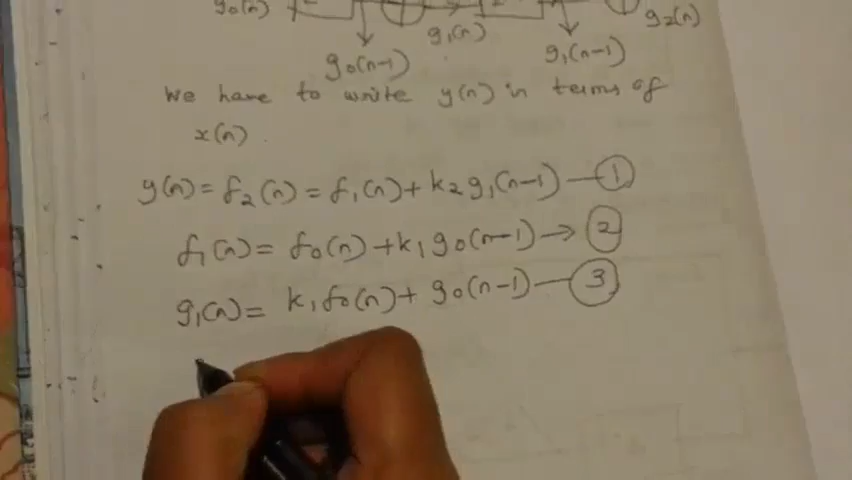 g0(n) g1(n) g2(n)
g0(n-1) g1(n-1)
We have to write y(n) in terms of
x(n).
y(n) = f2(n) = f1(n) + k2 g1(n-1) — 1
f1(n) = f0(n) + k1 g0(n-1) → 2
g1(n) = k1 f0(n) + g0(n-1) — 3